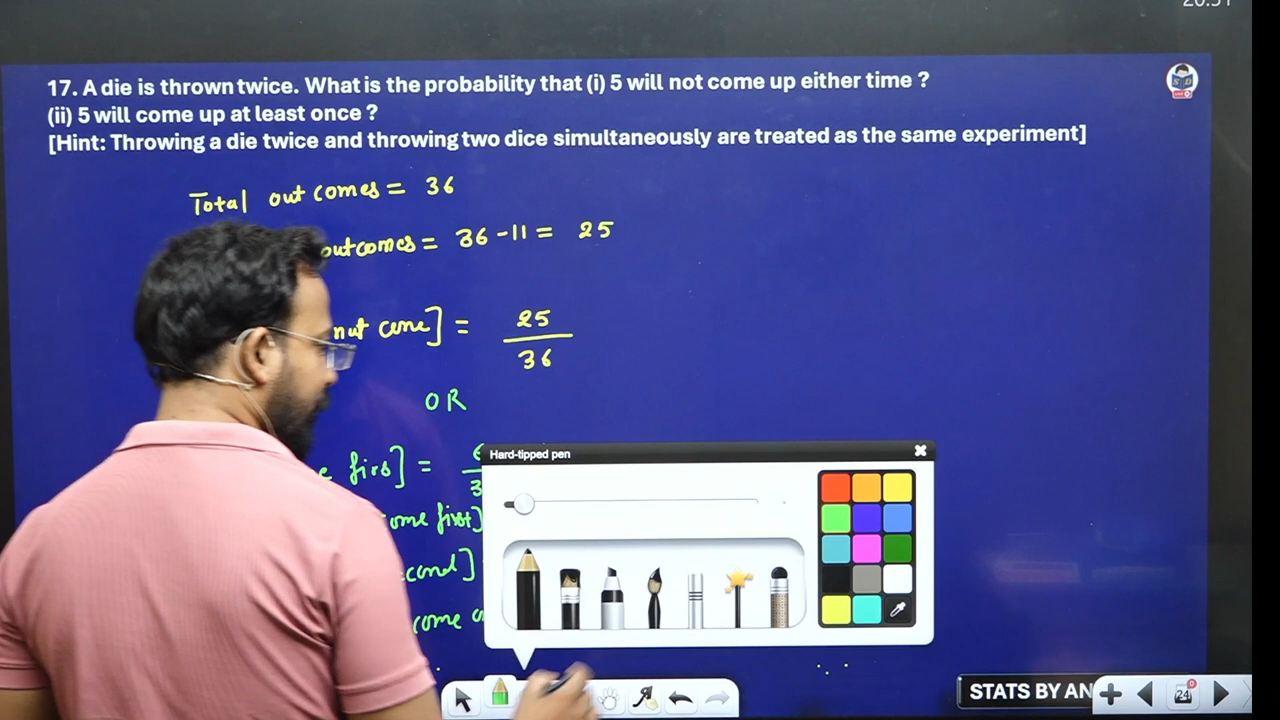 17. A die is thrown twice. What is the probability that (i) 5 will not come up either time ?
(ii) 5 will come up at least once ?
[Hint: Throwing a die twice and throwing two dice simultaneously are treated as the same experiment]
Total out comes = 36
outcomes = 36 - 11 = 25
not come] = 25
36
OR
firs] =
come first]
second]
come
Hard-tipped pen
STATS BY AN
24